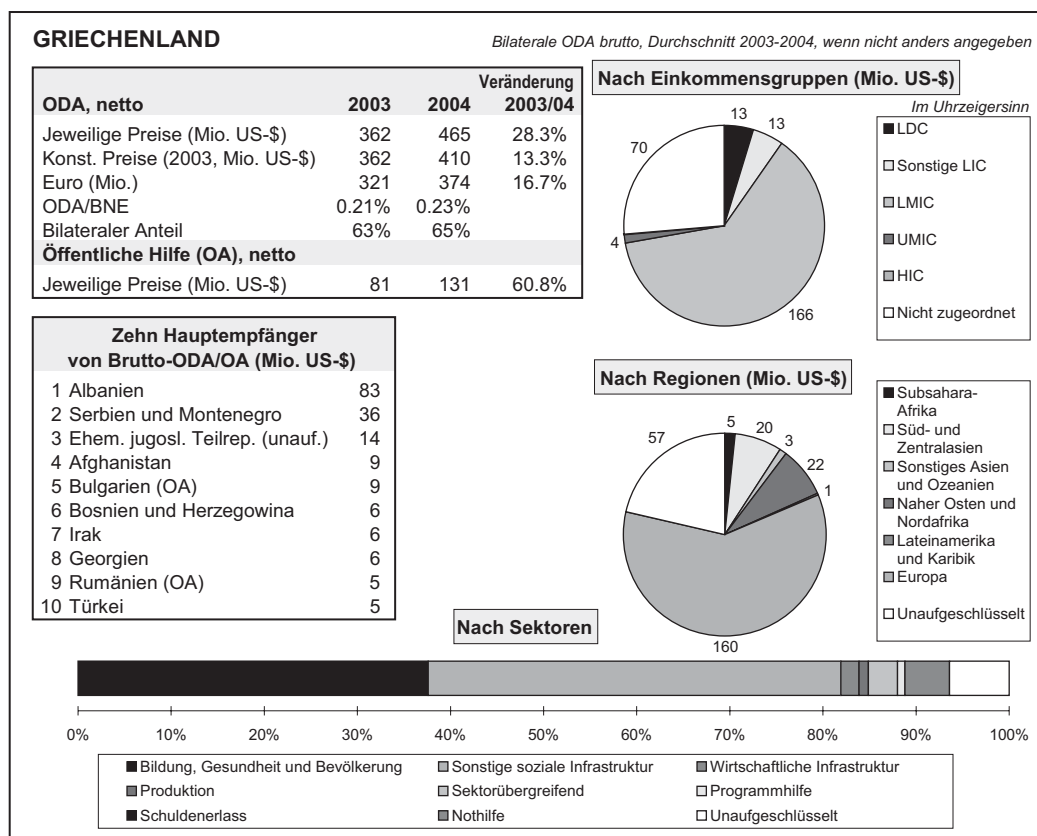 GRIECHENLAND
Bilaterale ODA brutto, Durchschnitt 2003-2004, wenn nicht anders angegeben
Veränderung
ODA, netto 2003 2004 2003/04
Jeweilige Preise (Mio. US-$) 362 465 28.3%
Konst. Preise (2003, Mio. US-$) 362 410 13.3%
Euro (Mio.) 321 374 16.7%
ODA/BNE 0.21% 0.23%
Bilateraler Anteil 63% 65%
Öffentliche Hilfe (OA), netto
Jeweilige Preise (Mio. US-$) 81 131 60.8%
Nach Einkommensgruppen (Mio. US-$)
Im Uhrzeigersinn
13
13
70
4
166
LDC
Sonstige LIC
LMIC
UMIC
HIC
Nicht zugeordnet
Zehn Hauptempfänger
von Brutto-ODA/OA (Mio. US-$)
1 Albanien 83
2 Serbien und Montenegro 36
3 Ehem. jugosl. Teilrep. (unauf.) 14
4 Afghanistan 9
5 Bulgarien (OA) 9
6 Bosnien und Herzegowina 6
7 Irak 6
8 Georgien 6
9 Rumänien (OA) 5
10 Türkei 5
Nach Regionen (Mio. US-$)
5
20
3
57
22
1
160
Subsahara-
Afrika
Süd- und
Zentralasien
Sonstiges Asien
und Ozeanien
Naher Osten und
Nordafrika
Lateinamerika
und Karibik
Europa
Unaufgeschlüsselt
Nach Sektoren
0% 10% 20% 30% 40% 50% 60% 70% 80% 90% 100%
Bildung, Gesundheit und Bevölkerung Sonstige soziale Infrastruktur Wirtschaftliche Infrastruktur
Produktion Sektorübergreifend Programmhilfe
Schuldenerlass Nothilfe Unaufgeschlüsselt